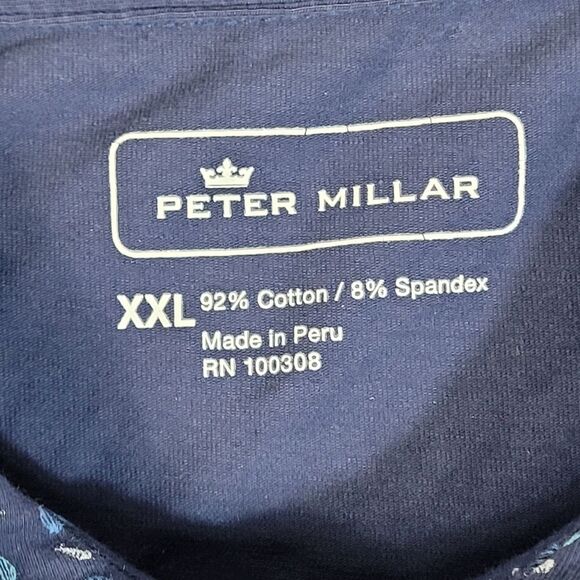 PETER MILLAR
XXL 92% Cotton / 8% Spandex
Made in Peru
RN 100308